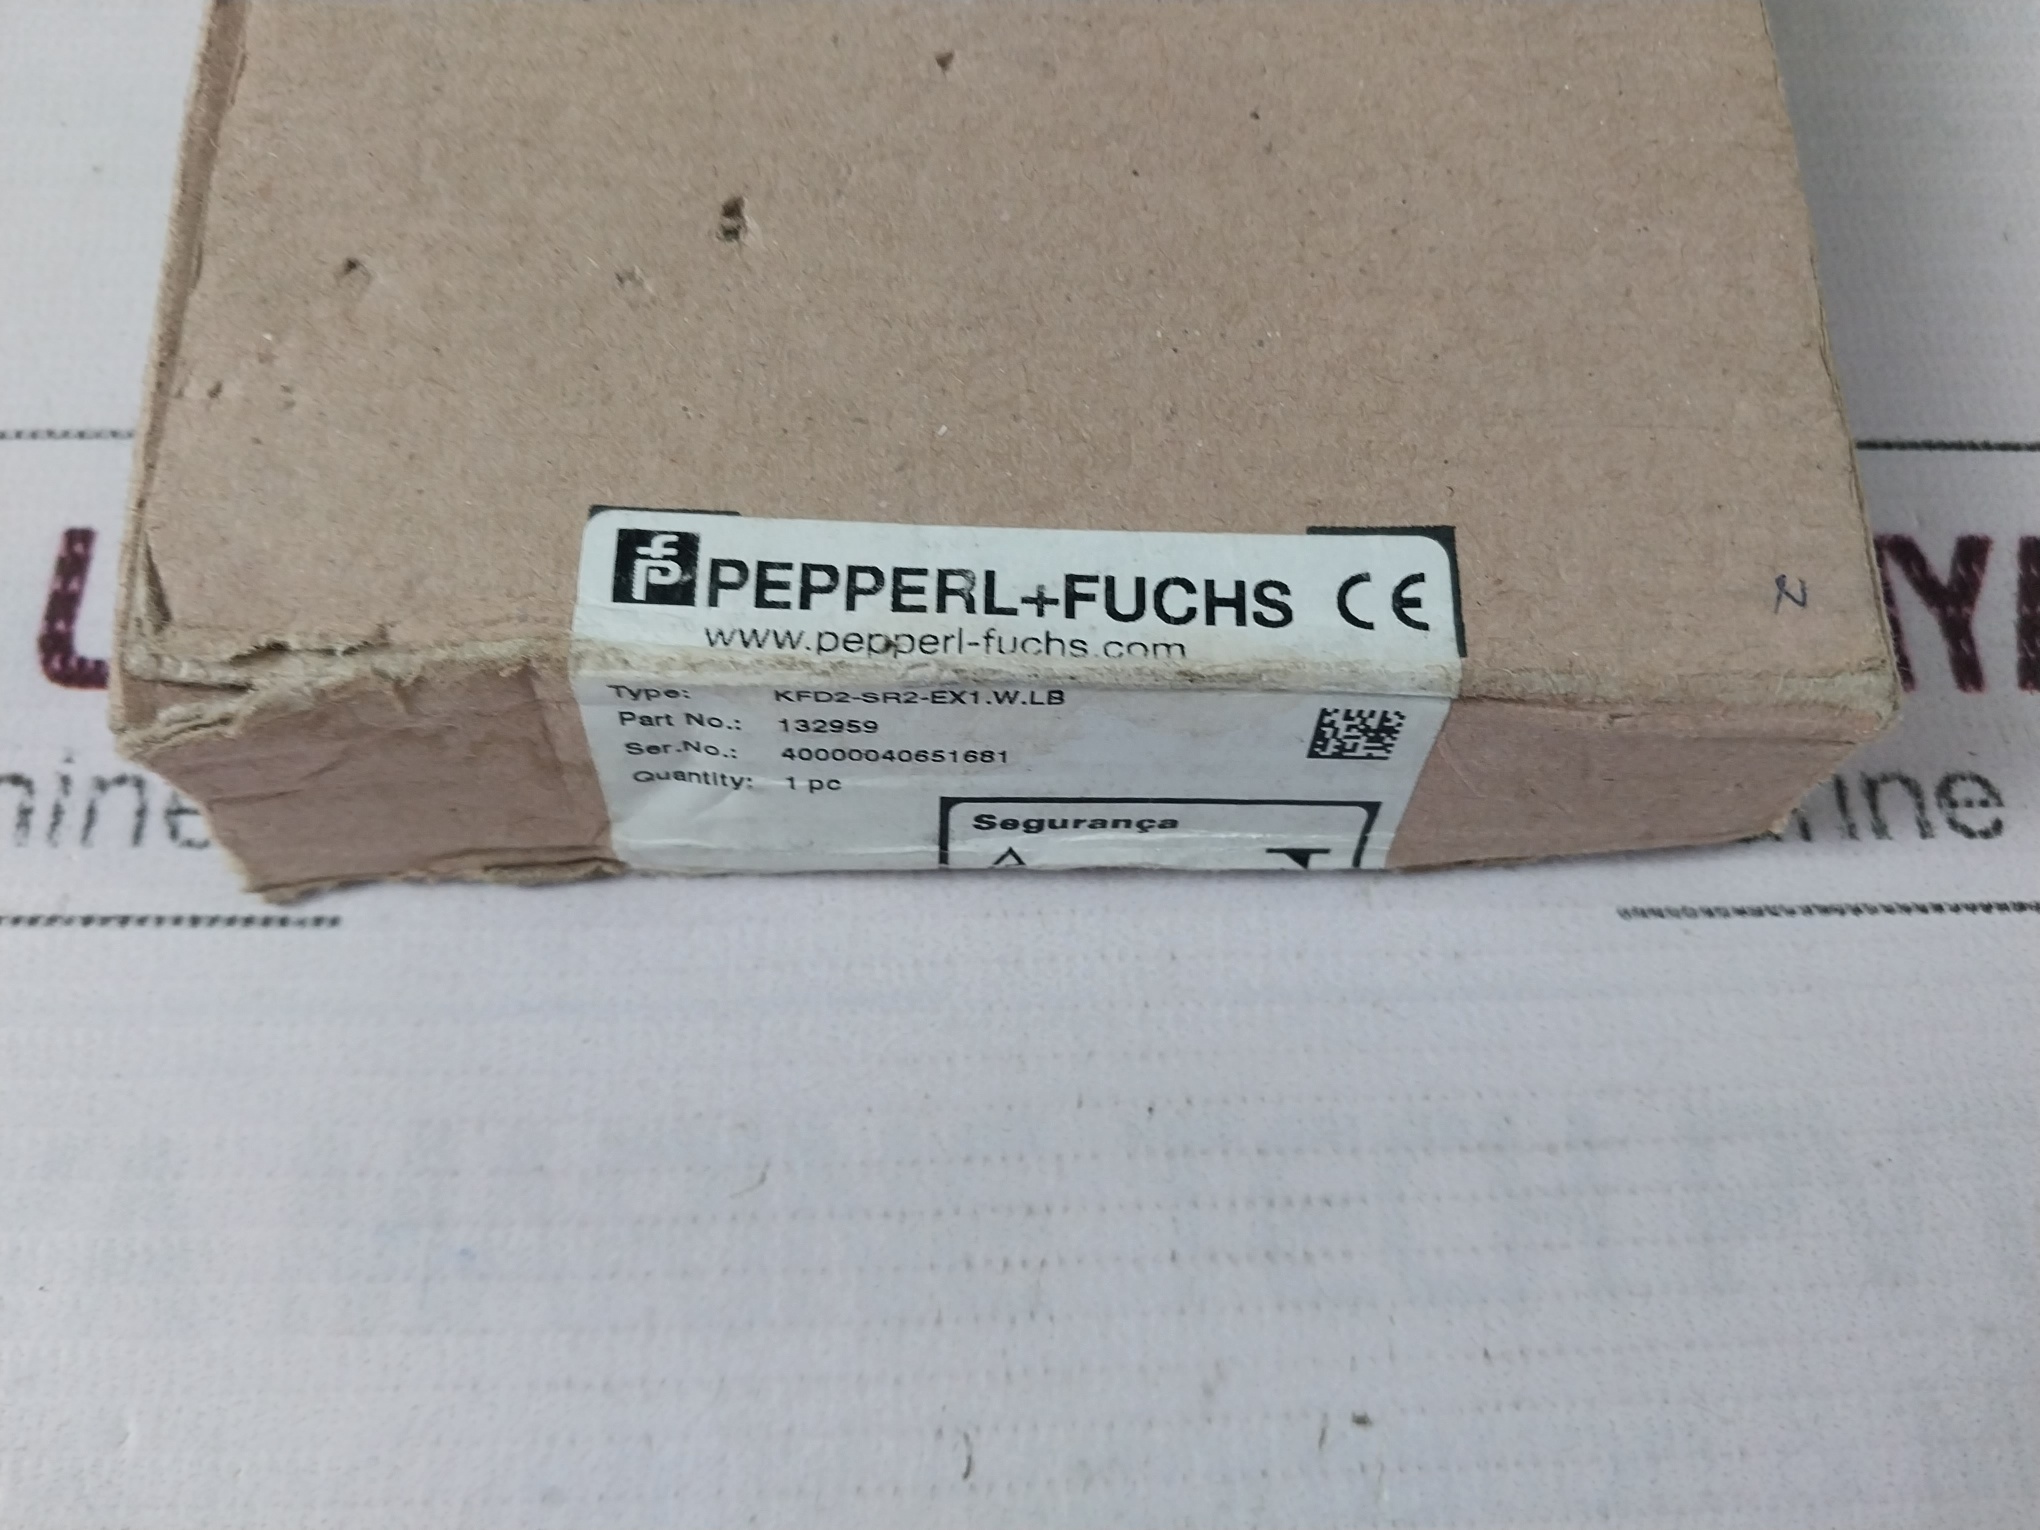 PEPPERL+FUCHS CE
www.pepperl-fuchs.com
Type: KFD2-SR2-EX1.W.LB
Part No.: 132959
Ser.No.: 40000040651681
Quantity: 1 pc
Segurança